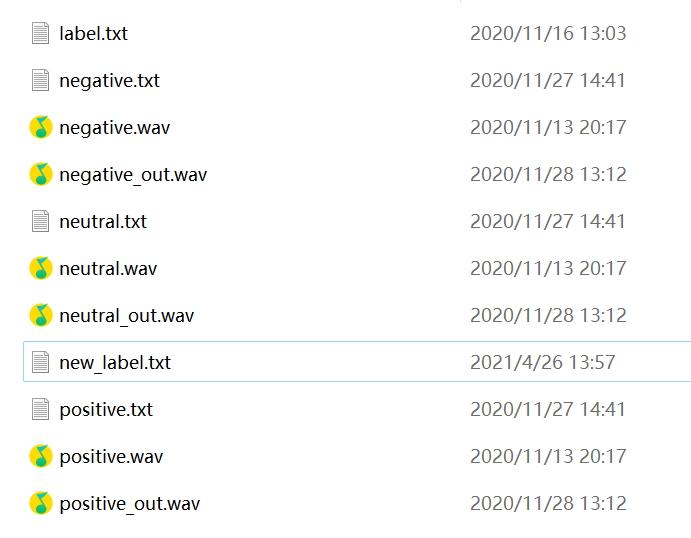 label.txt 2020/11/16 13:03
negative.txt 2020/11/27 14:41
negative.wav 2020/11/13 20:17
negative_out.wav 2020/11/28 13:12
neutral.txt 2020/11/27 14:41
neutral.wav 2020/11/13 20:17
neutral_out.wav 2020/11/28 13:12
new_label.txt 2021/4/26 13:57
positive.txt 2020/11/27 14:41
positive.wav 2020/11/13 20:17
positive_out.wav 2020/11/28 13:12